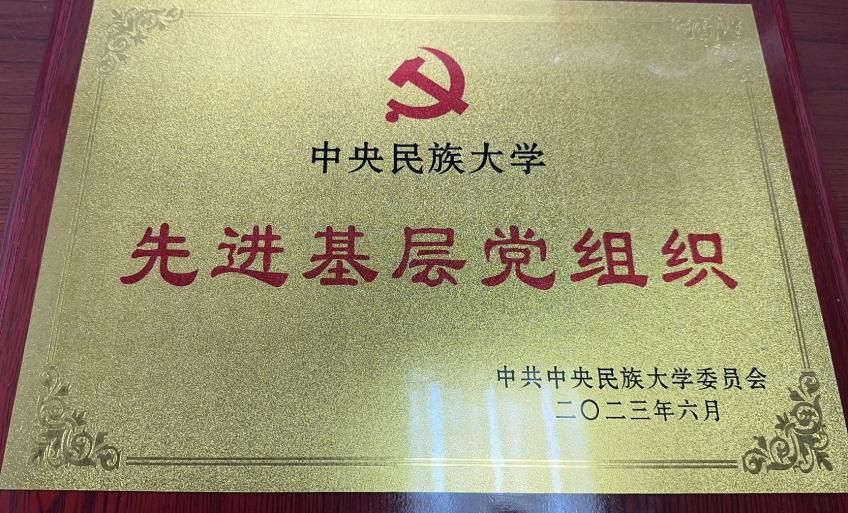 中央民族大学
先进基层党组织
中共中央民族大学委员会
二〇二三年六月